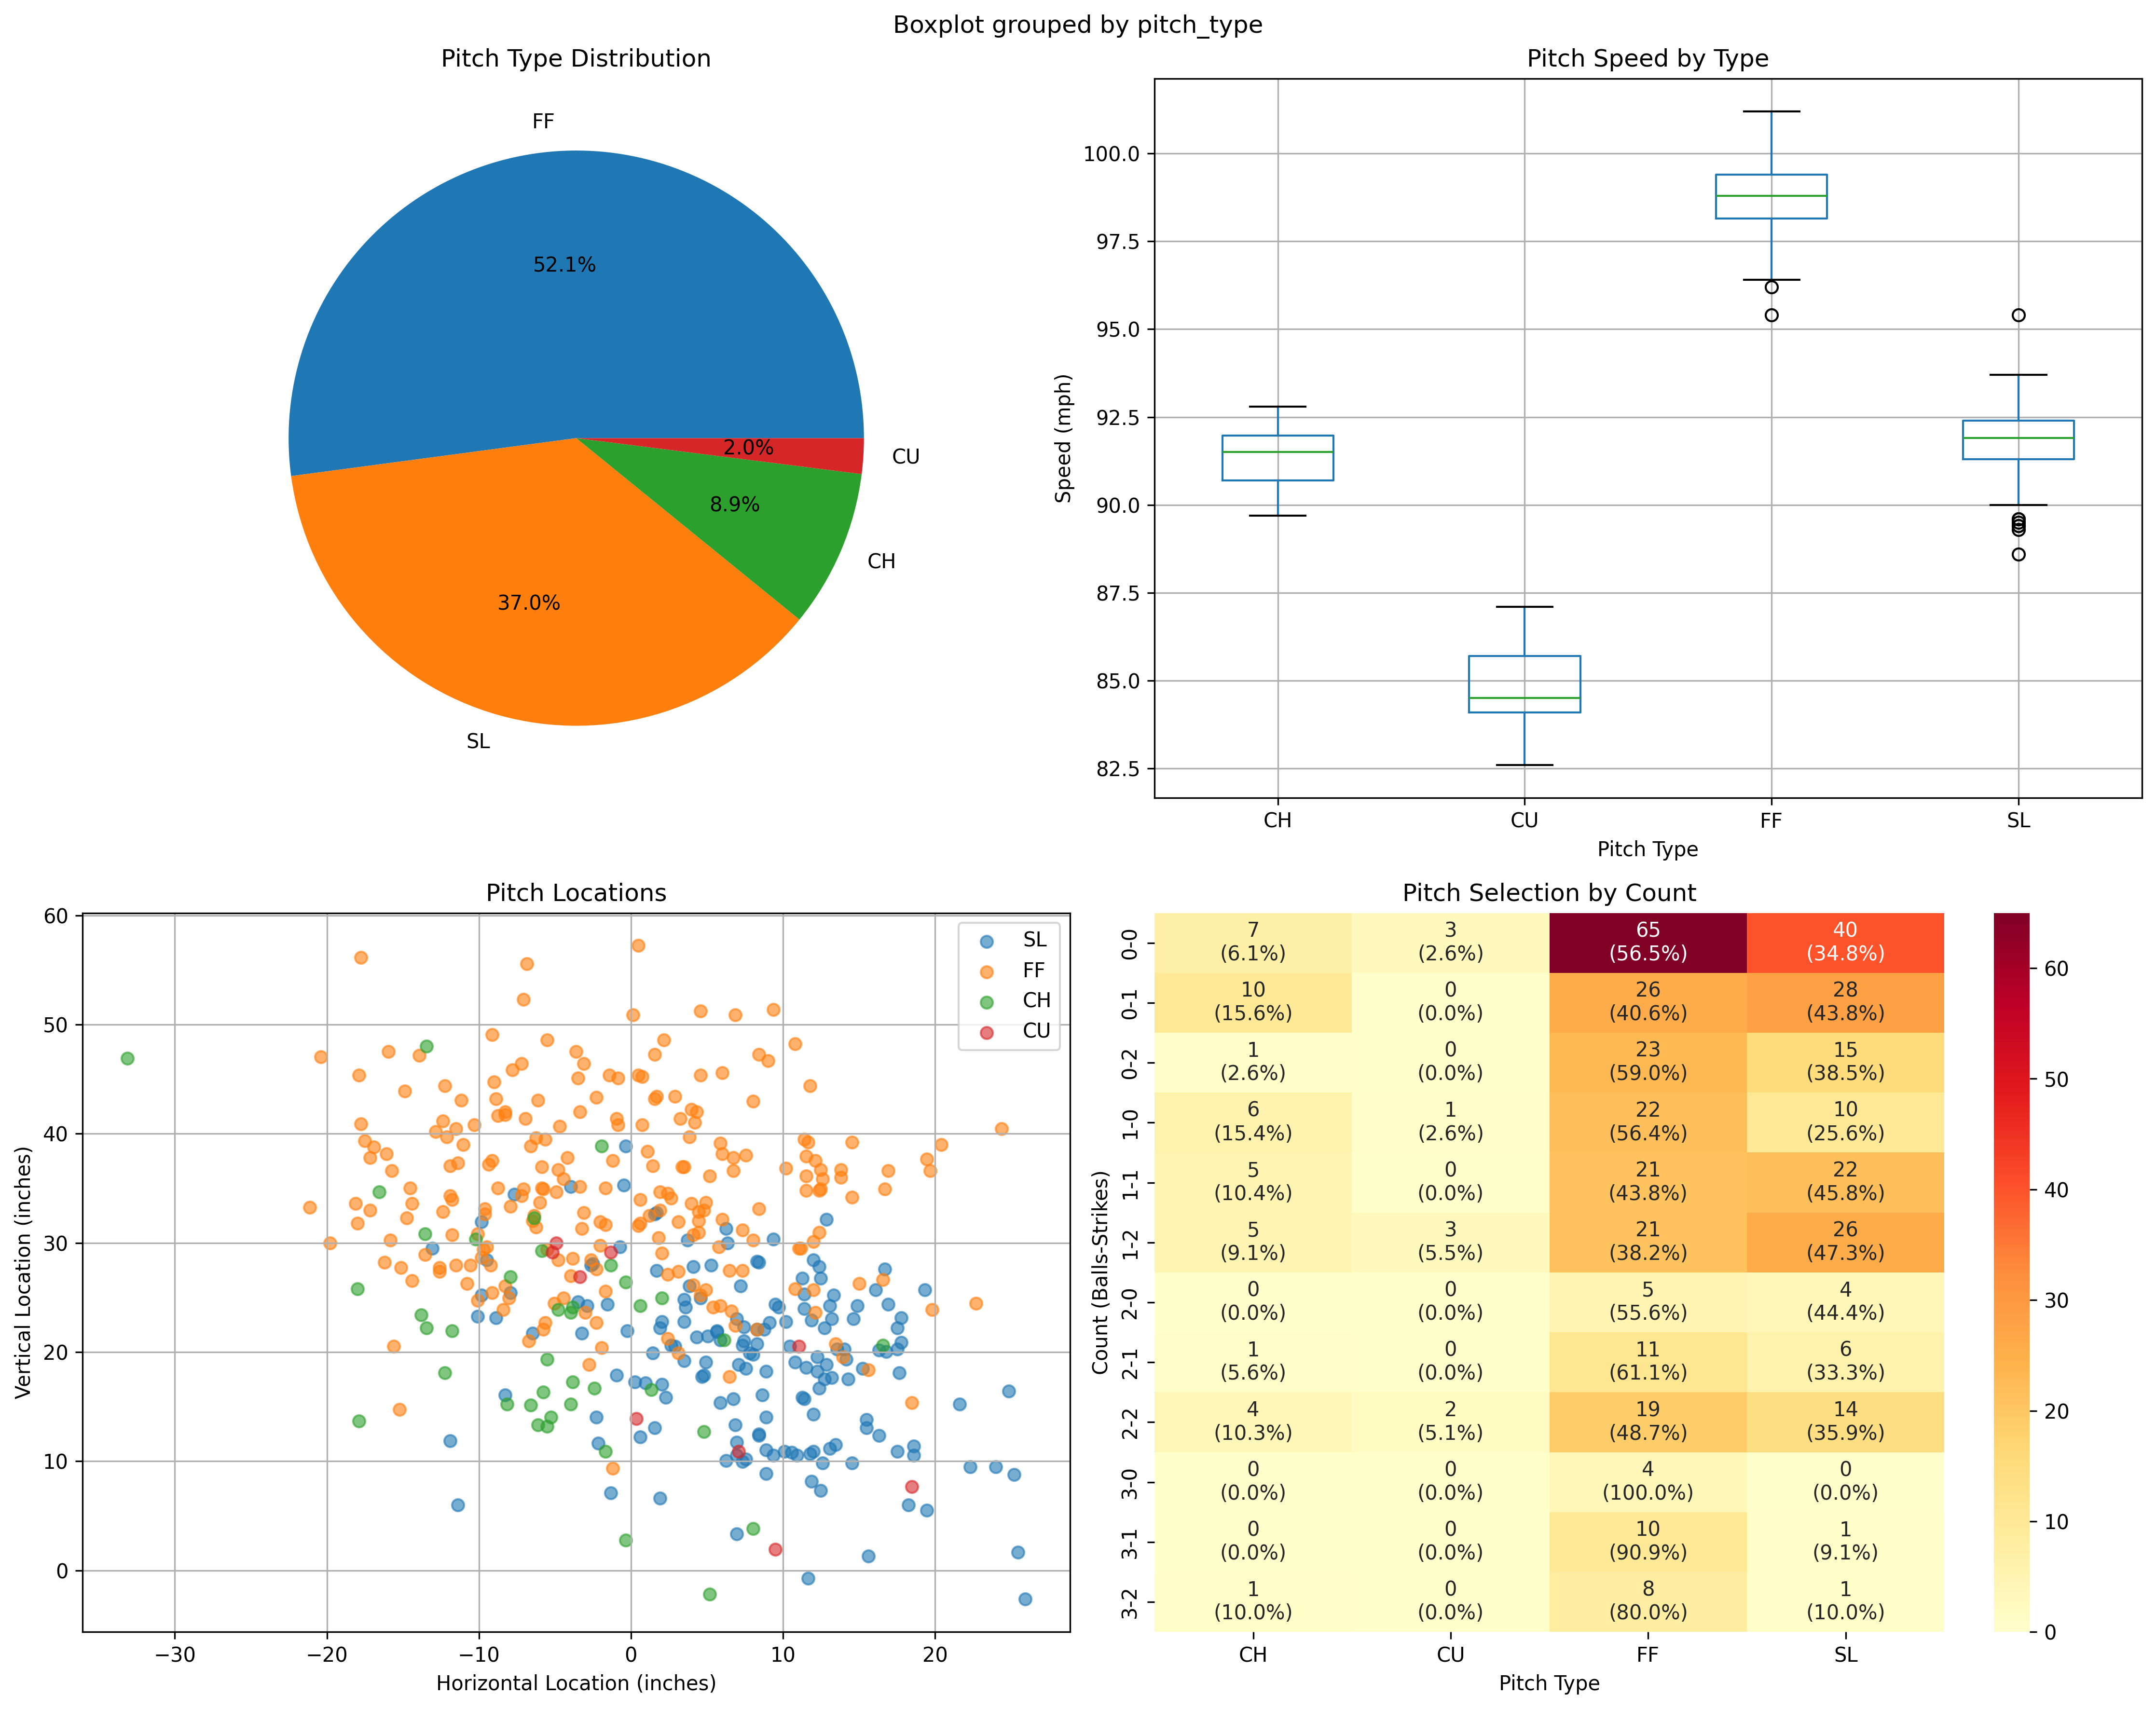 Boxplot grouped by pitch_type
Pitch Type Distribution
FF
52.1%
2.0%
CU
8.9%
CH
37.0%
SL
Pitch Speed by Type
Speed (mph)
100.0
97.5
95.0
92.5
90.0
87.5
85.0
82.5
CH CU FF SL
Pitch Type
Pitch Locations
Vertical Location (inches)
60
50
40
30
20
10
0
SL
FF
CH
CU
−30 −20 −10 0 10 20
Horizontal Location (inches)
Pitch Selection by Count
Count (Balls-Strikes)
0-0 7 3 65 40
(6.1%) (2.6%) (56.5%) (34.8%)
0-1 10 0 26 28
(15.6%) (0.0%) (40.6%) (43.8%)
0-2 1 0 23 15
(2.6%) (0.0%) (59.0%) (38.5%)
1-0 6 1 22 10
(15.4%) (2.6%) (56.4%) (25.6%)
1-1 5 0 21 22
(10.4%) (0.0%) (43.8%) (45.8%)
1-2 5 3 21 26
(9.1%) (5.5%) (38.2%) (47.3%)
2-0 0 0 5 4
(0.0%) (0.0%) (55.6%) (44.4%)
2-1 1 0 11 6
(5.6%) (0.0%) (61.1%) (33.3%)
2-2 4 2 19 14
(10.3%) (5.1%) (48.7%) (35.9%)
3-0 0 0 4 0
(0.0%) (0.0%) (100.0%) (0.0%)
3-1 0 0 10 1
(0.0%) (0.0%) (90.9%) (9.1%)
3-2 1 0 8 1
(10.0%) (0.0%) (80.0%) (10.0%)
CH CU FF SL
Pitch Type
60
50
40
30
20
10
0